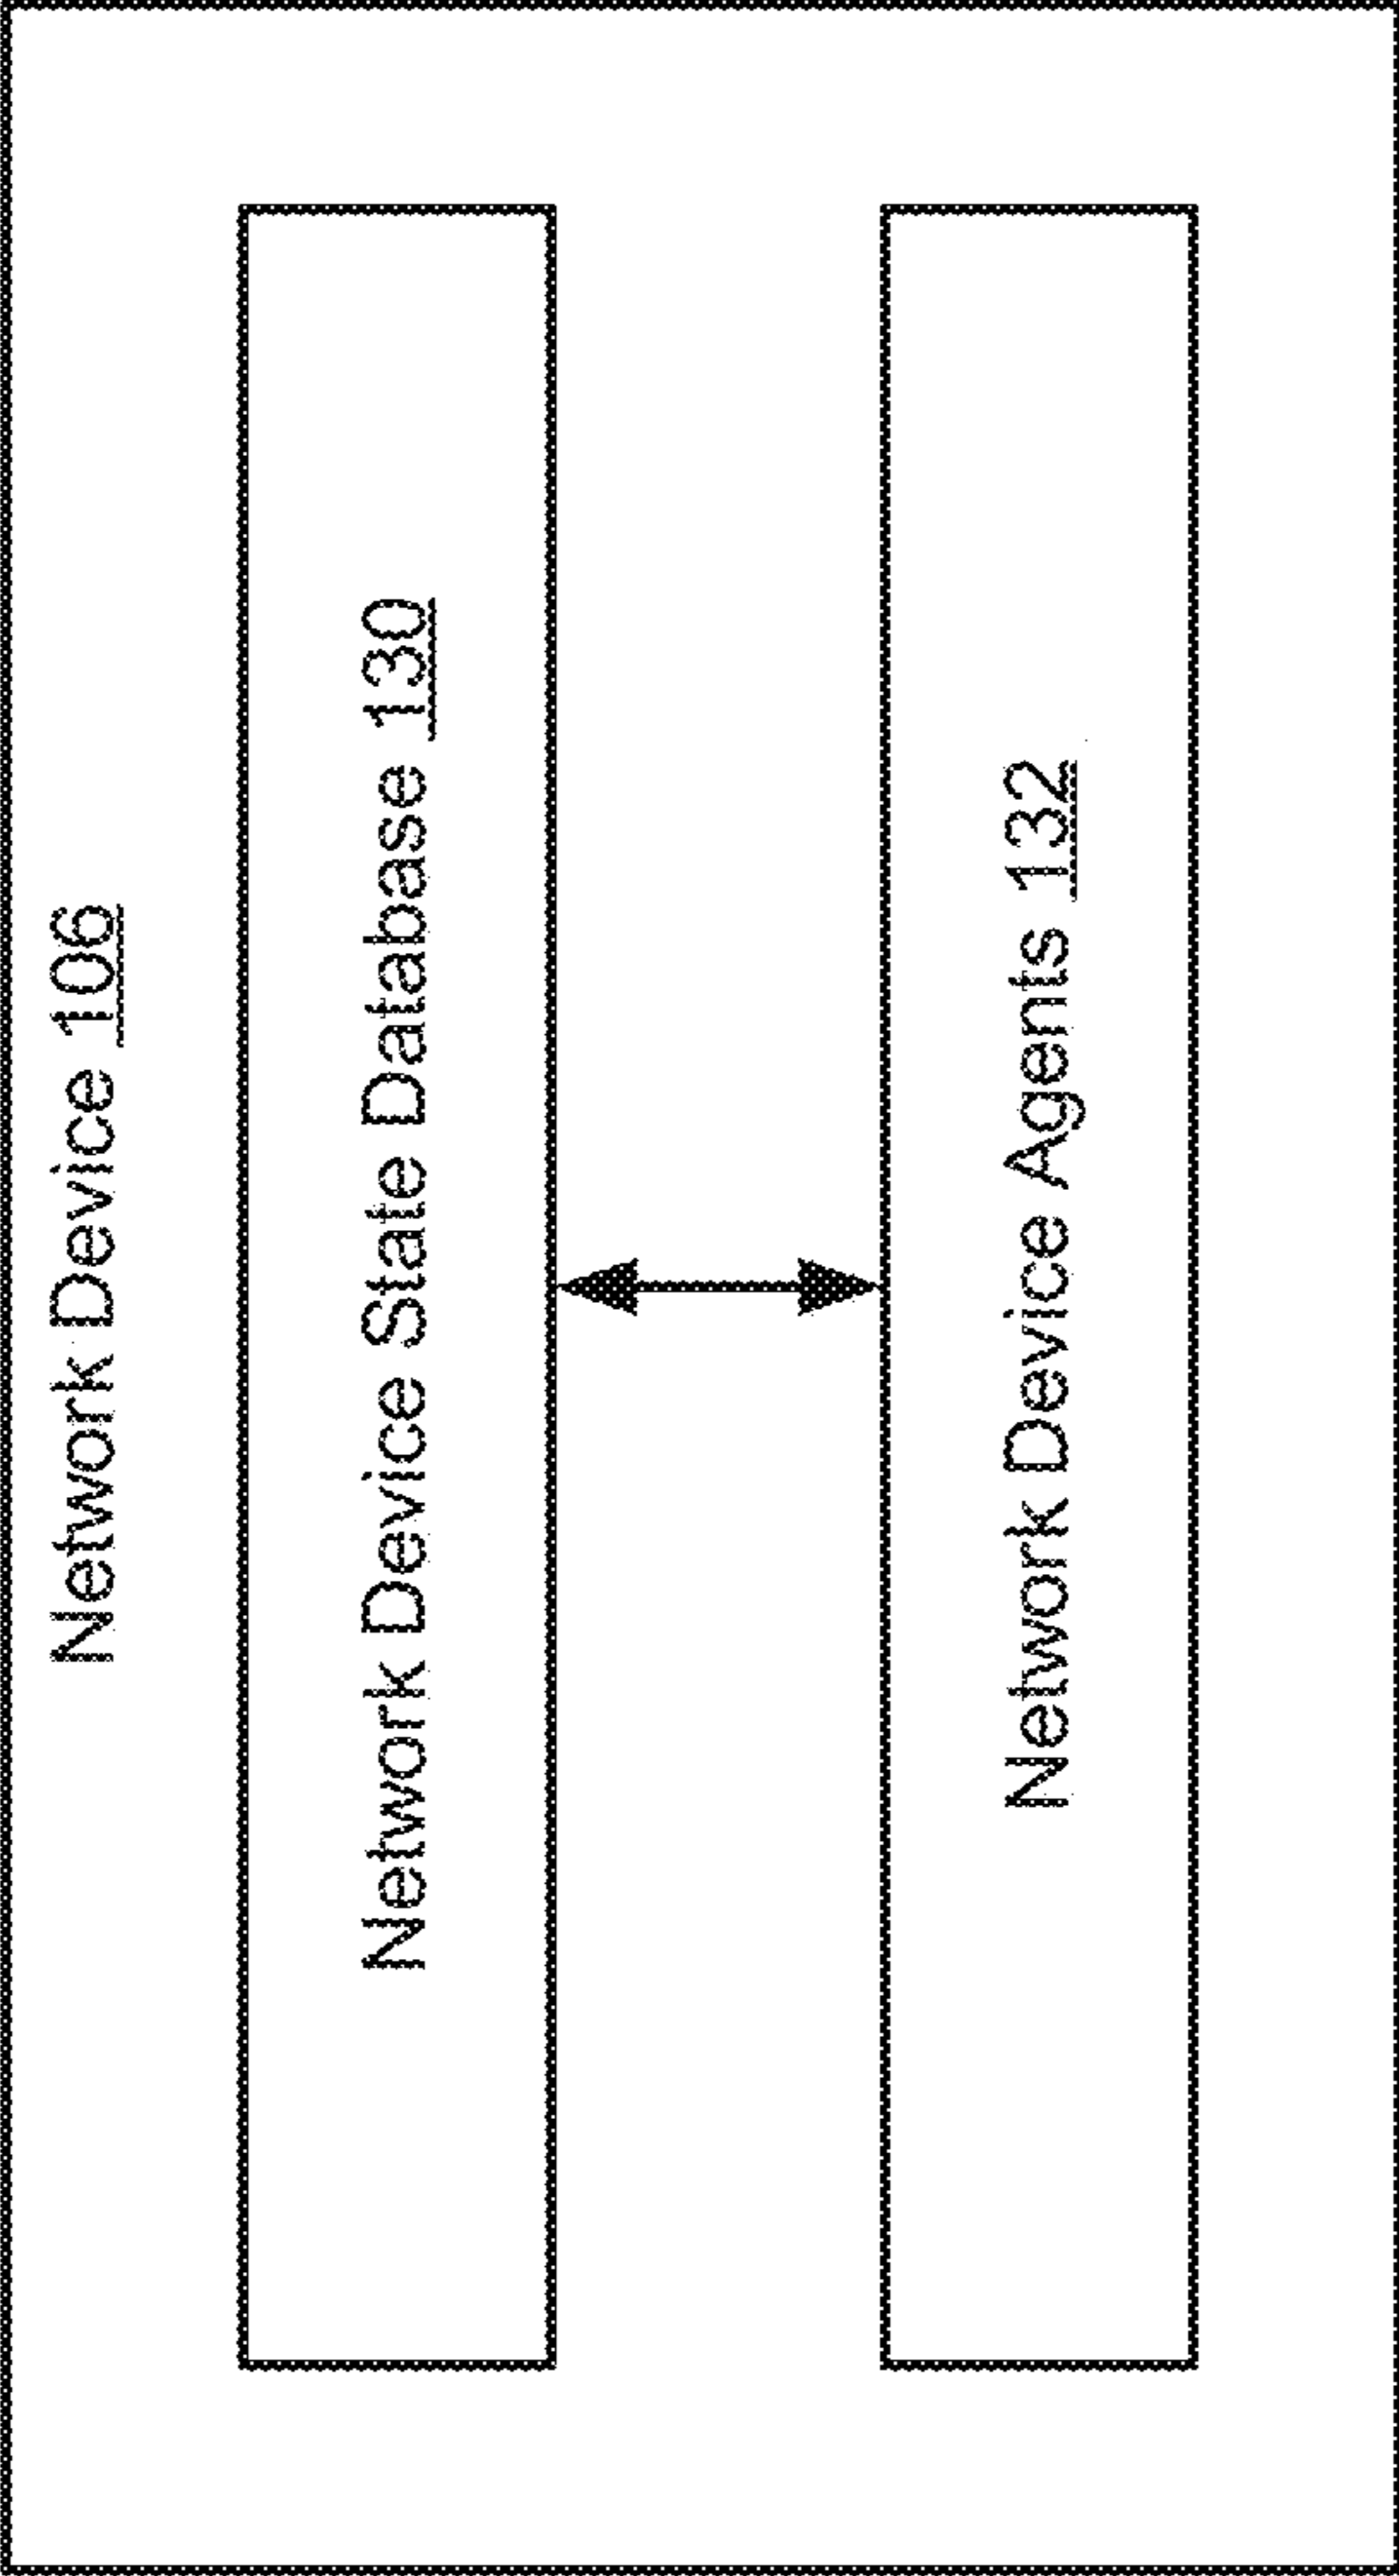 Network Device 106
Network Device State Database 130
Network Device Agents 132